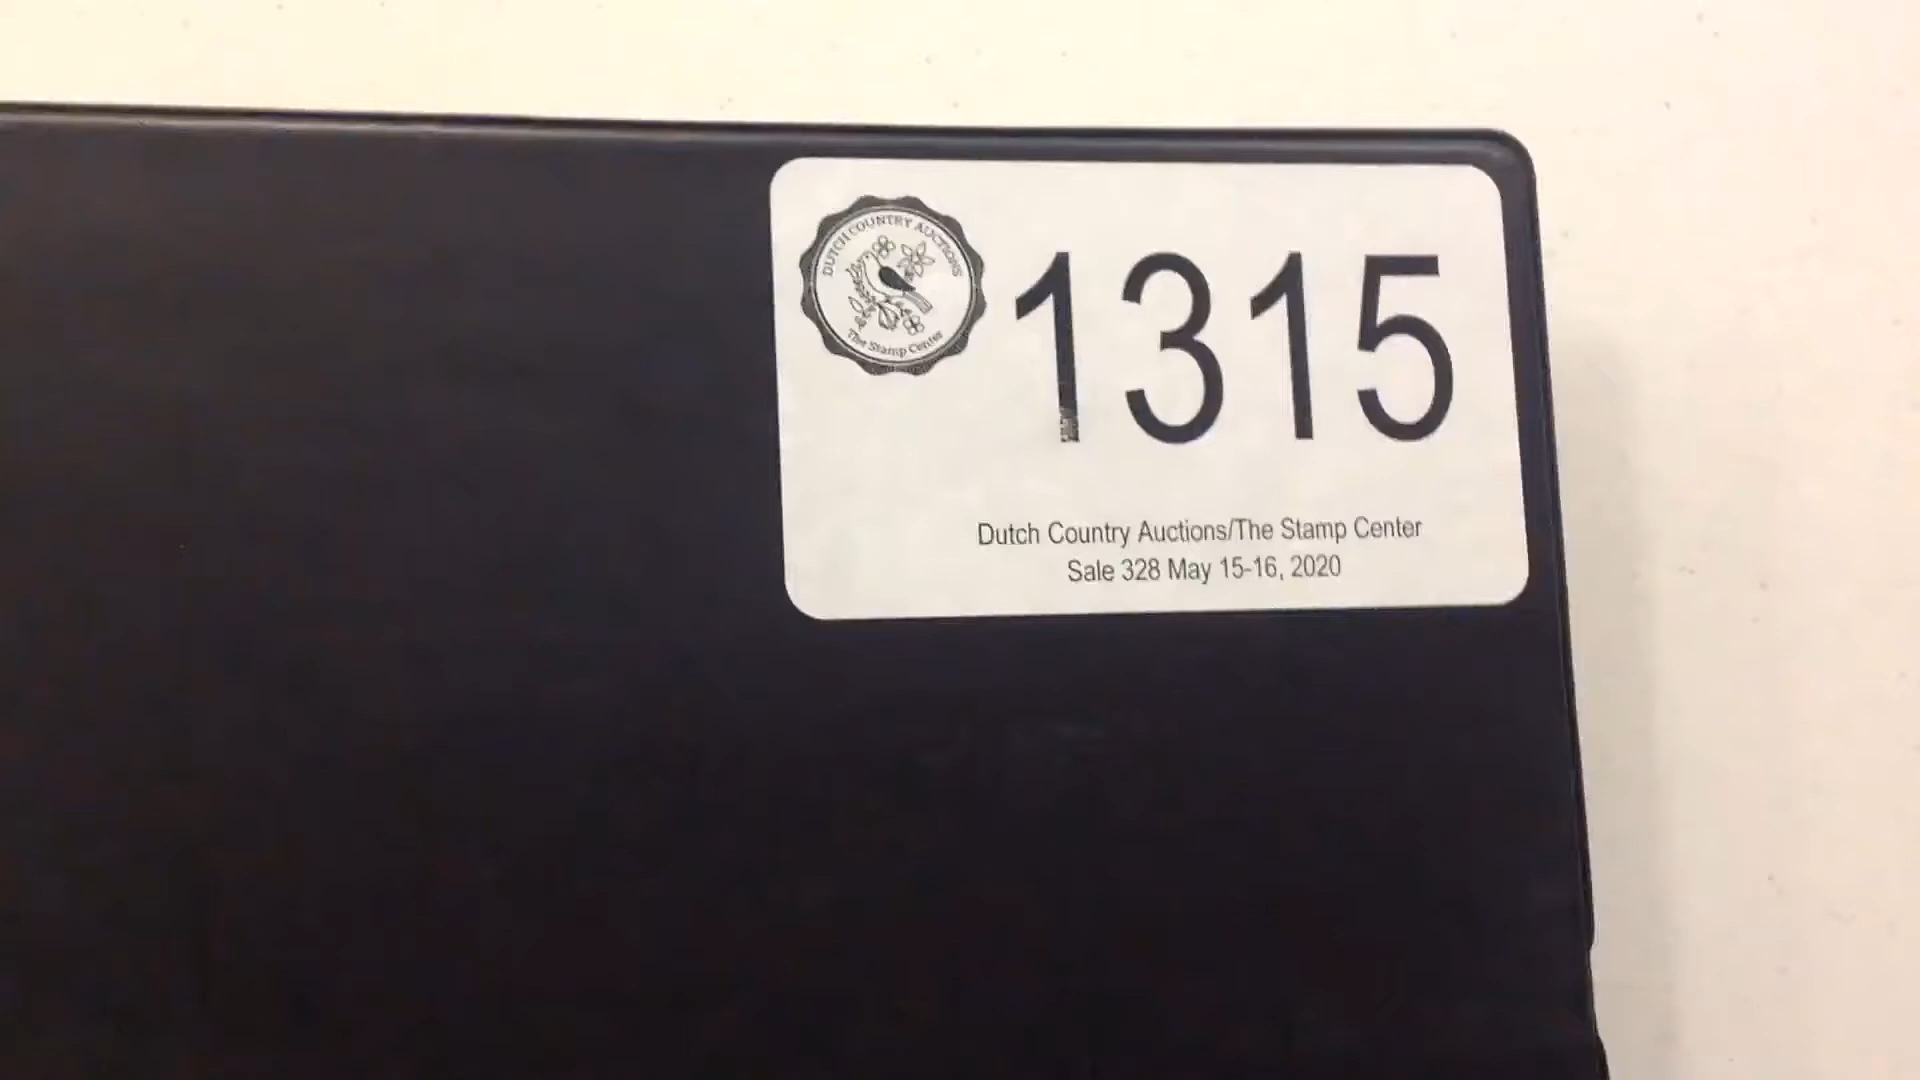 DUTCH COUNTRY AUCTIONS
The Stamp Center
1315
Dutch Country Auctions/The Stamp Center
Sale 328 May 15-16, 2020